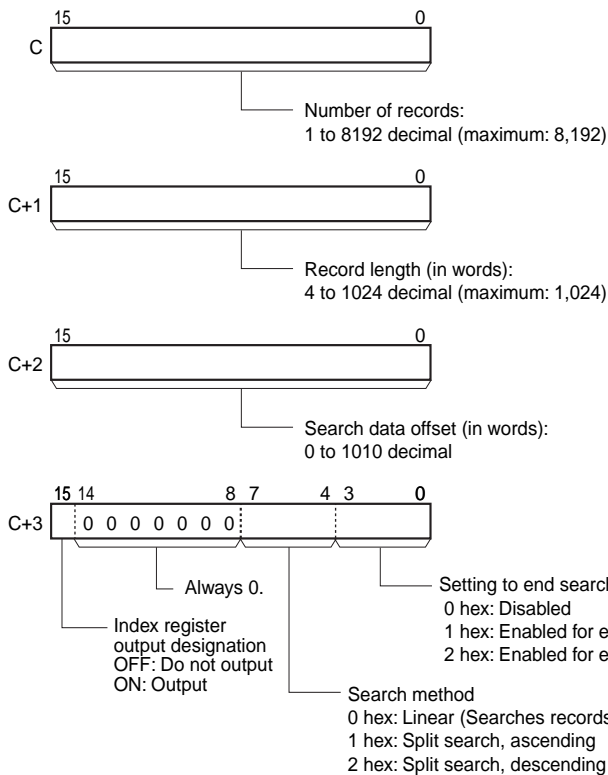 15 0
C
Number of records:
1 to 8192 decimal (maximum: 8,192)
15 0
C+1
Record length (in words):
4 to 1024 decimal (maximum: 1,024)
15 0
C+2
Search data offset (in words):
0 to 1010 decimal
15 14 8 7 4 3 0
C+3 0 0 0 0 0 0 0
Always 0.
Setting to end search
0 hex: Disabled
1 hex: Enabled for e
2 hex: Enabled for e
Index register
output designation
OFF: Do not output
ON: Output
Search method
0 hex: Linear (Searches records
1 hex: Split search, ascending
2 hex: Split search, descending